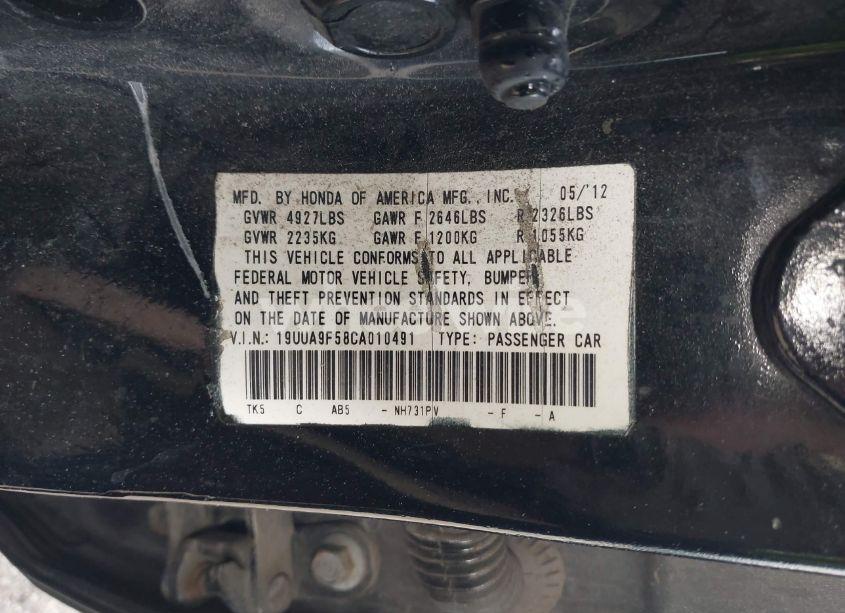 MFD. BY HONDA OF AMERICA MFG., INC. 05/'12
GVWR 4927LBS GAWR F 2646LBS R 2326LBS
GVWR 2235KG GAWR F 1200KG R 1055KG
THIS VEHICLE CONFORMS TO ALL APPLICABLE
FEDERAL MOTOR VEHICLE SAFETY, BUMPER
AND THEFT PREVENTION STANDARDS IN EFFECT
ON THE DATE OF MANUFACTURE SHOWN ABOVE.
V.I.N.: 19UUA9F58CA010491 TYPE: PASSENGER CAR
TK5 C AB5 - NH731PV - F - A